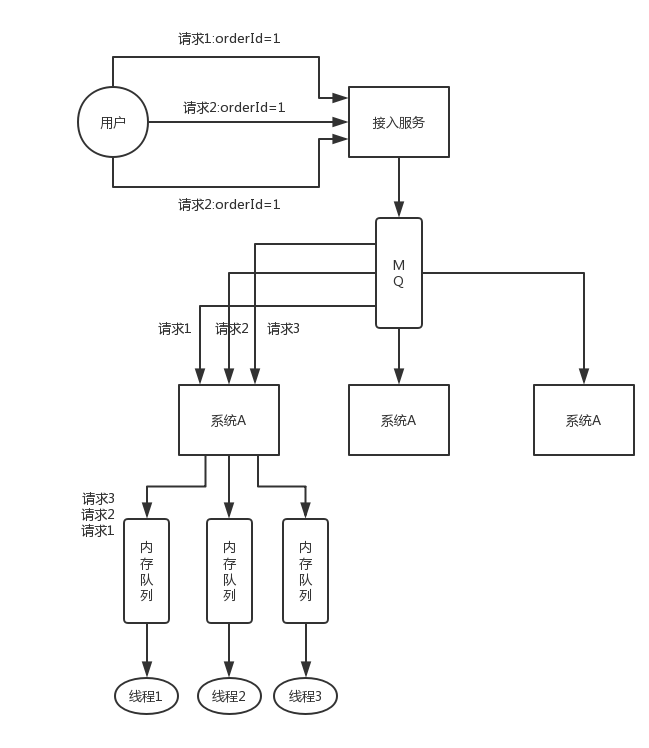 请求1:orderId=1
请求2:orderId=1
用户
接入服务
请求2:orderId=1
M
Q
请求1
请求2
请求3
系统A
系统A
系统A
请求3
请求2
请求1
内
存
队
列
内
存
队
列
内
存
队
列
线程1
线程2
线程3